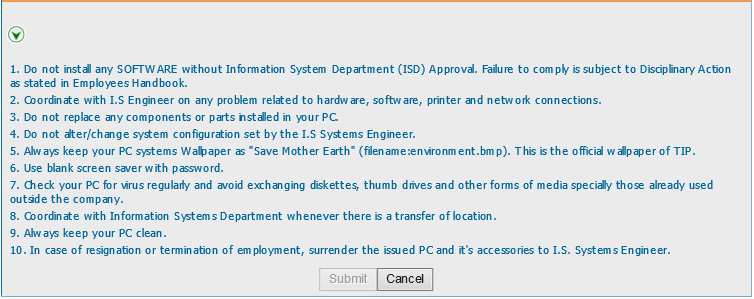 1. Do not install any SOFTWARE without Information System Department (ISD) Approval. Failure to comply is subject to Disciplinary Action
as stated in Employees Handbook.
2. Coordinate with I.S Engineer on any problem related to hardware, software, printer and network connections.
3. Do not replace any components or parts installed in your PC.
4. Do not alter/change system configuration set by the I.S Systems Engineer.
5. Always keep your PC systems Wallpaper as "Save Mother Earth" (filename:environment.bmp). This is the official wallpaper of TIP.
6. Use blank screen saver with password.
7. Check your PC for virus regularly and avoid exchanging diskettes, thumb drives and other forms of media specially those already used
outside the company.
8. Coordinate with Information Systems Department whenever there is a transfer of location.
9. Always keep your PC clean.
10. In case of resignation or termination of employment, surrender the issued PC and it's accessories to I.S. Systems Engineer.
Submit Cancel